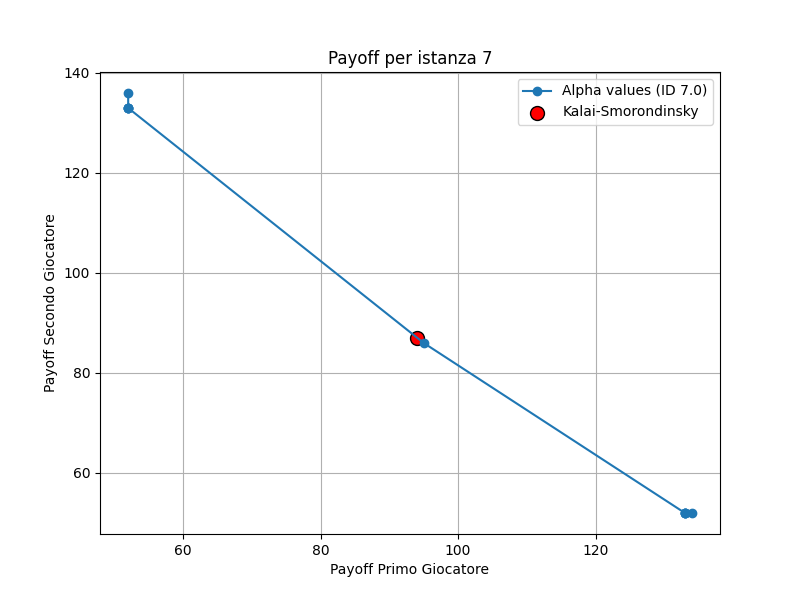 Payoff per istanza 7
Alpha values (ID 7.0)
Kalai-Smorondinsky
Payoff Secondo Giocatore
140
120
100
80
60
60 80 100 120
Payoff Primo Giocatore